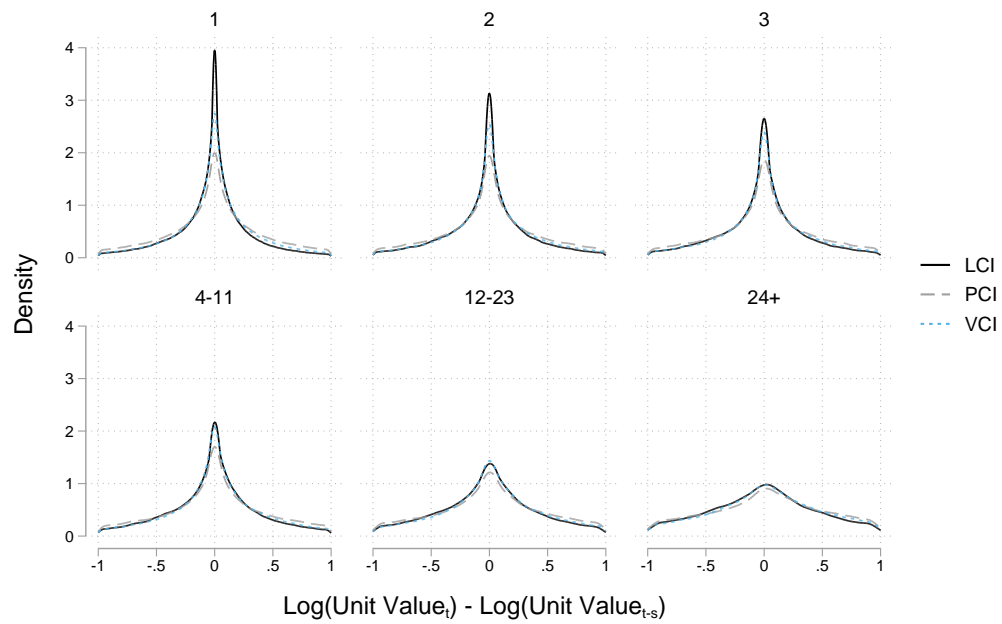 1 2 3
4
3
2
1
0
4-11 12-23 24+
4
3
2
1
0
-1 -.5 0 .5 1 -1 -.5 0 .5 1 -1 -.5 0 .5 1
Density
Log(Unit Valueₜ) - Log(Unit Valueₜ₋ₛ)
LCI
PCI
VCI